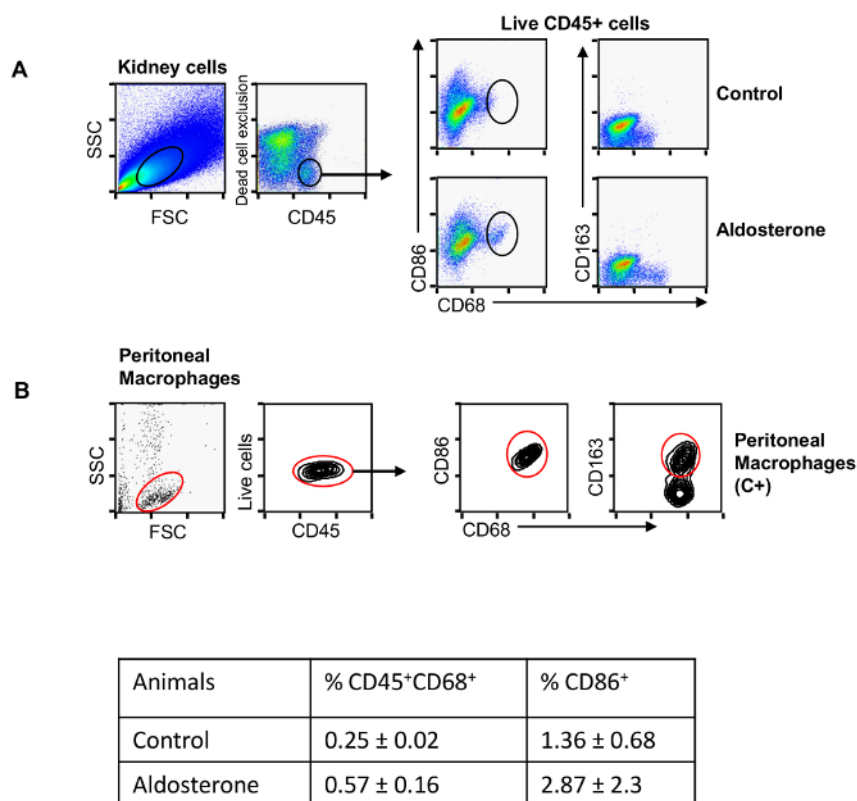 Live CD45+ cells
A
Kidney cells
SSC
FSC
Dead cell exclusion
CD45
CD86
CD163
Control
Aldosterone
CD68
B
Peritoneal
Macrophages
SSC
FSC
Live cells
CD45
CD86
CD68
CD163
Peritoneal
Macrophages
(C+)
Animals % CD45⁺CD68⁺ % CD86⁺
Control 0.25 ± 0.02 1.36 ± 0.68
Aldosterone 0.57 ± 0.16 2.87 ± 2.3